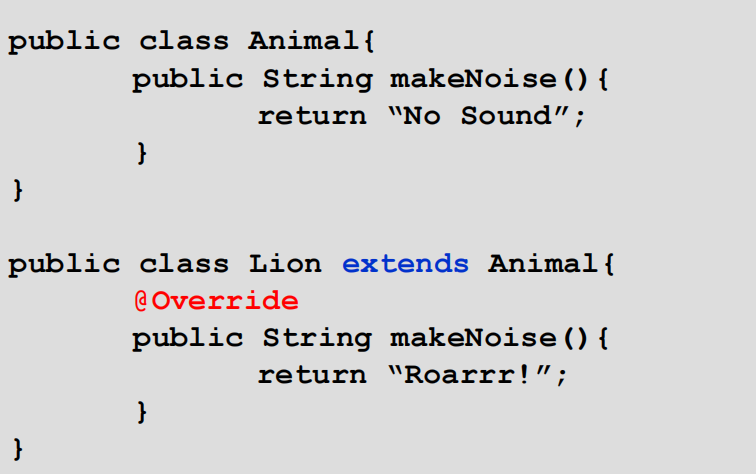 public class Animal{
public String makeNoise(){
return “No Sound”;
}
}
public class Lion extends Animal{
@Override
public String makeNoise(){
return “Roarrr!”;
}
}